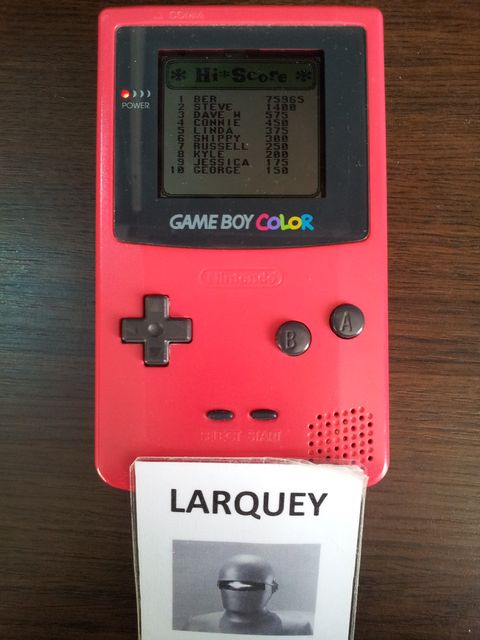 COMM.
* Hi*Score *
1 BER 75965
2 STEVE 1400
3 DAVE W 575
4 CONNIE 450
5 LINDA 375
6 SHIPPY 300
7 RUSSELL 250
8 KYLE 200
9 JESSICA 175
10 GEORGE 150
POWER
GAME BOY COLOR
Nintendo
A
B
SELECT START
LARQUEY